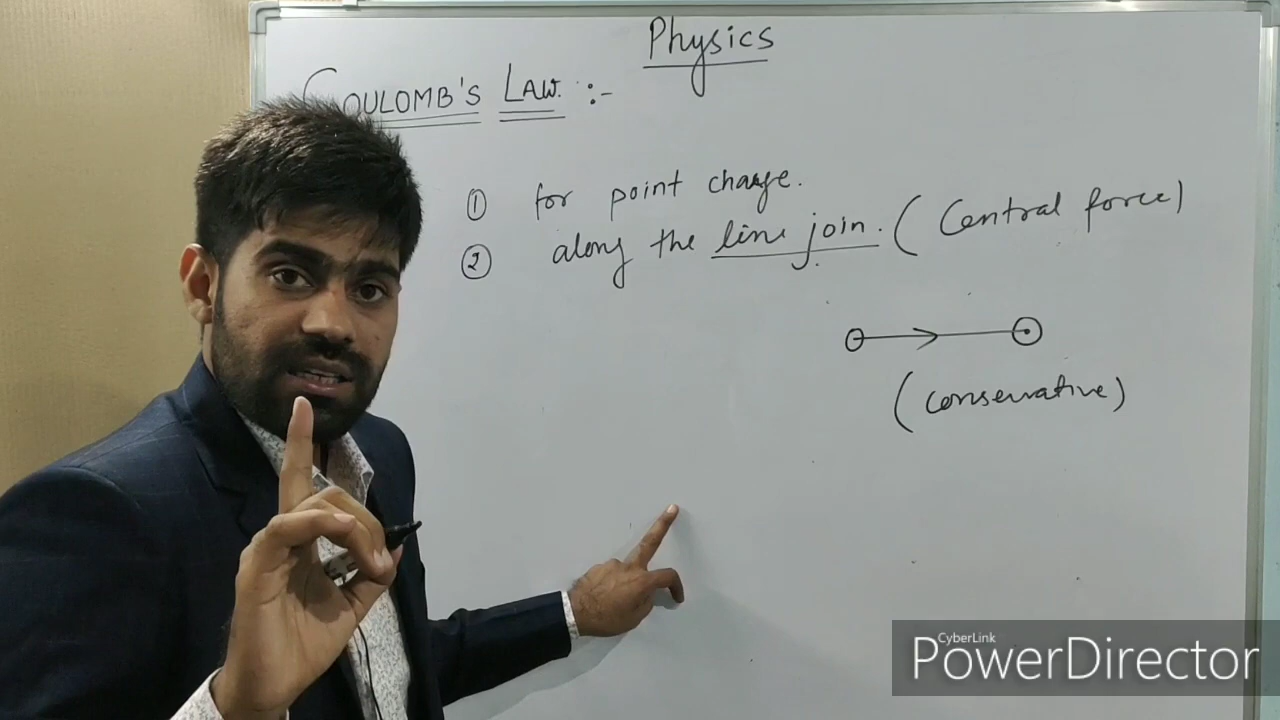 Physics
COULOMB'S LAW. :-
① for point charge.
② along the line join. (Central force)
(conservative)
CyberLink
PowerDirector